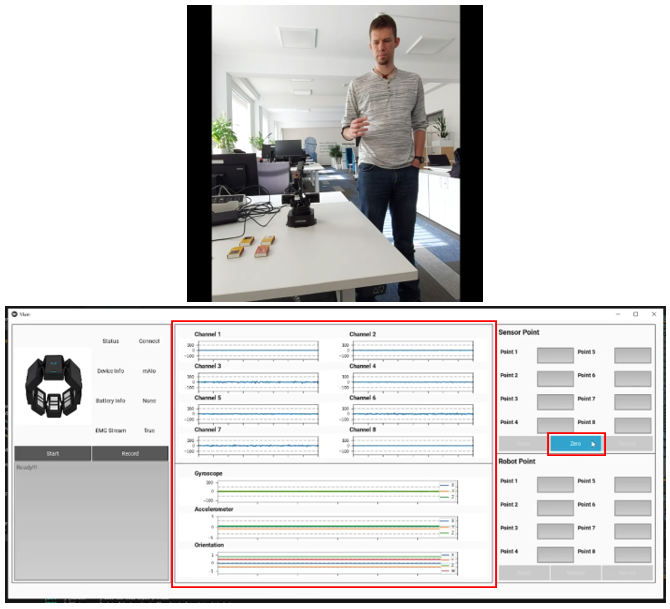 Main
Status Connect
Device Info mAio
Battery Info None
EMG Stream True
Start Record
Ready!!!
Channel 1 Channel 2
Channel 3 Channel 4
Channel 5 Channel 6
Channel 7 Channel 8
Gyroscope
X
Y
Z
Accelerometer
X
Y
Z
Orientation
X
Y
Z
W
Sensor Point
Point 1 Point 5
Point 2 Point 6
Point 3 Point 7
Point 4 Point 8
Zero
Robot Point
Point 1 Point 5
Point 2 Point 6
Point 3 Point 7
Point 4 Point 8